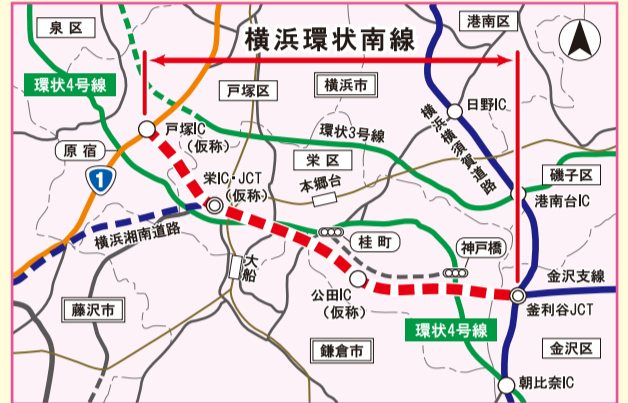 横浜環状南線
泉区
港南区
環状4号線
戸塚区
横浜市
日野IC
横浜横須賀道路
戸塚IC
(仮称)
環状3号線
原宿
1
栄区
磯子区
栄IC・JCT
(仮称)
本郷台
港南台IC
横浜湘南道路
桂町
神戸橋
大船
公田IC
(仮称)
金沢支線
釜利谷JCT
藤沢市
環状4号線
鎌倉市
金沢区
朝比奈IC